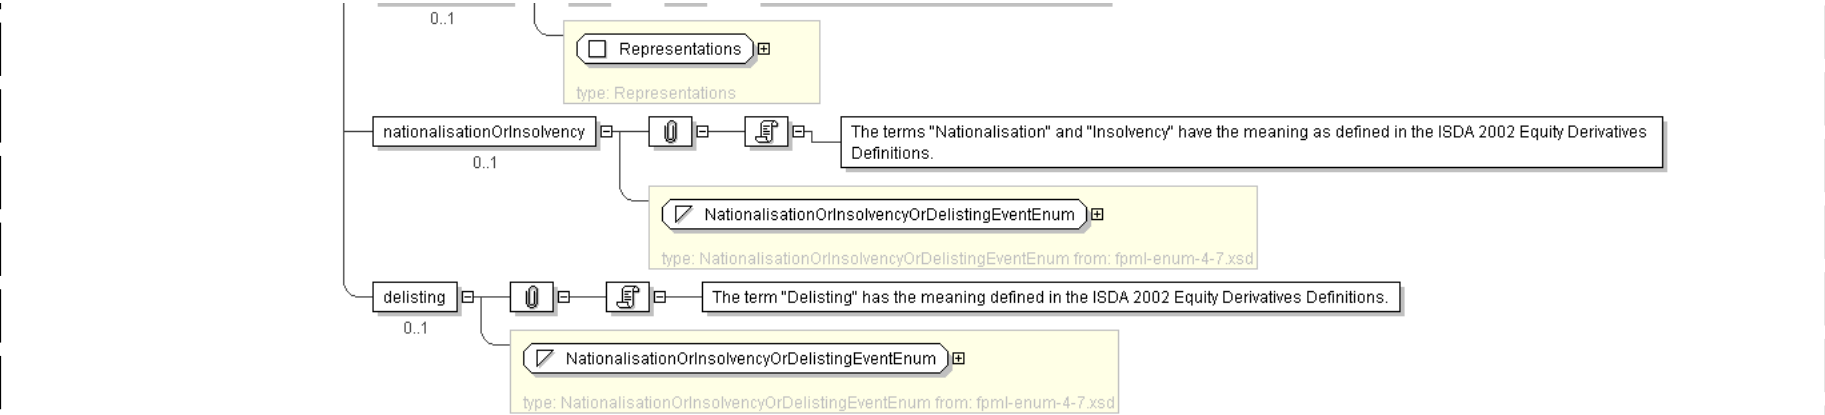 0..1
Representations
type: Representations
nationalisationOrInsolvency
The terms "Nationalisation" and "Insolvency" have the meaning as defined in the ISDA 2002 Equity Derivatives
Definitions.
0..1
NationalisationOrInsolvencyOrDelistingEventEnum
type: NationalisationOrInsolvencyOrDelistingEventEnum from: fpml-enum-4-7.xsd
delisting
The term "Delisting" has the meaning defined in the ISDA 2002 Equity Derivatives Definitions.
0..1
NationalisationOrInsolvencyOrDelistingEventEnum
type: NationalisationOrInsolvencyOrDelistingEventEnum from: fpml-enum-4-7.xsd